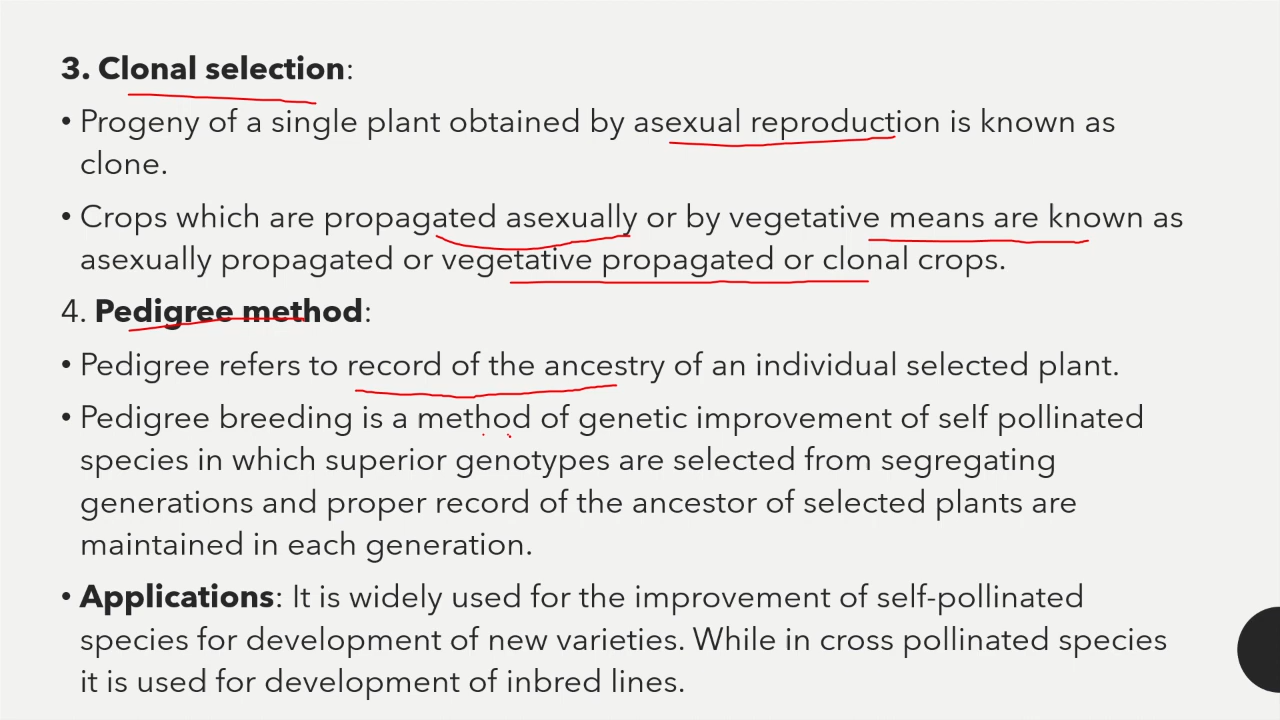 3. Clonal selection:
• Progeny of a single plant obtained by asexual reproduction is known as
clone.
• Crops which are propagated asexually or by vegetative means are known as
asexually propagated or vegetative propagated or clonal crops.
4. Pedigree method:
• Pedigree refers to record of the ancestry of an individual selected plant.
• Pedigree breeding is a method of genetic improvement of self pollinated
species in which superior genotypes are selected from segregating
generations and proper record of the ancestor of selected plants are
maintained in each generation.
• Applications: It is widely used for the improvement of self-pollinated
species for development of new varieties. While in cross pollinated species
it is used for development of inbred lines.